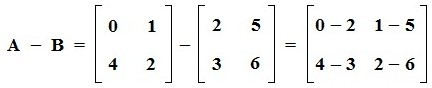 A − B = [ 0 1 ] − [ 2 5 ] = [ 0 − 2 1 − 5 ]
[ 4 2 ] [ 3 6 ] [ 4 − 3 2 − 6 ]